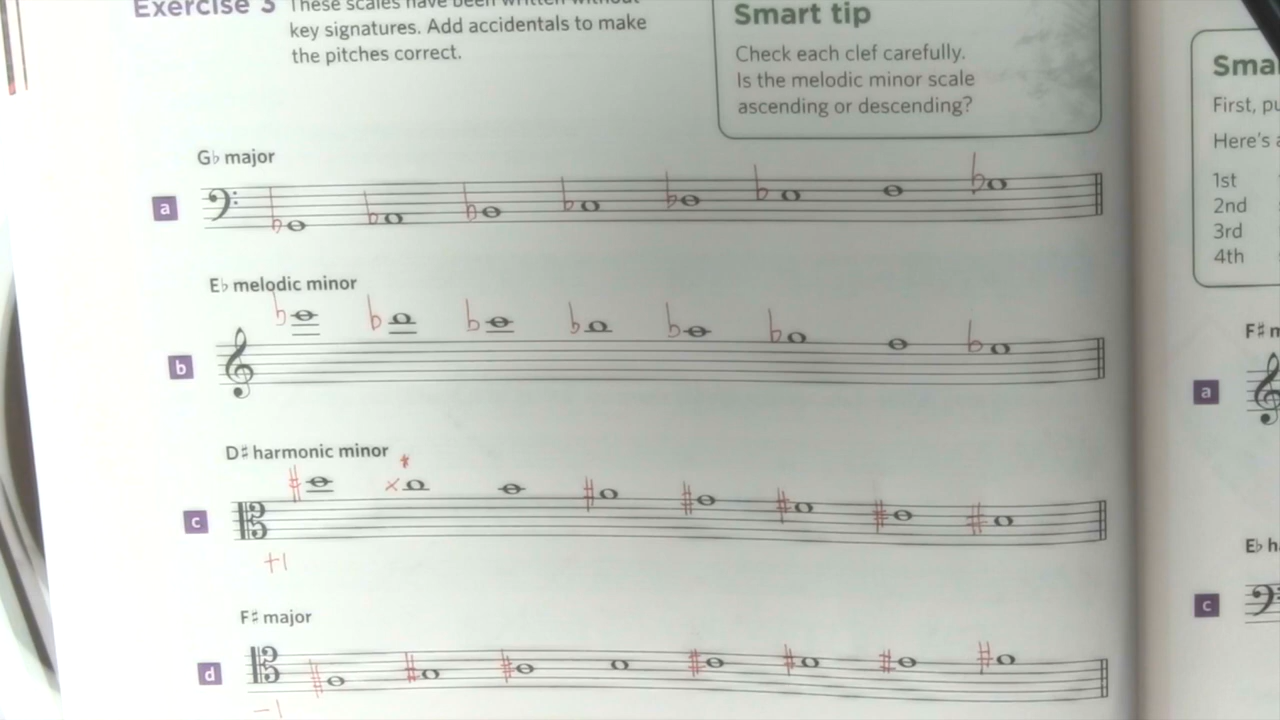 Exercise 3 These scales have been written without
key signatures. Add accidentals to make
the pitches correct.
Smart tip
Check each clef carefully.
Is the melodic minor scale
ascending or descending?
G♭ major
a
E♭ melodic minor
b
D♯ harmonic minor
c
+1
F♯ major
d
-1
First, pu
Here's a
1st
2nd
3rd
4th
F♯ m
a
E♭ h
c